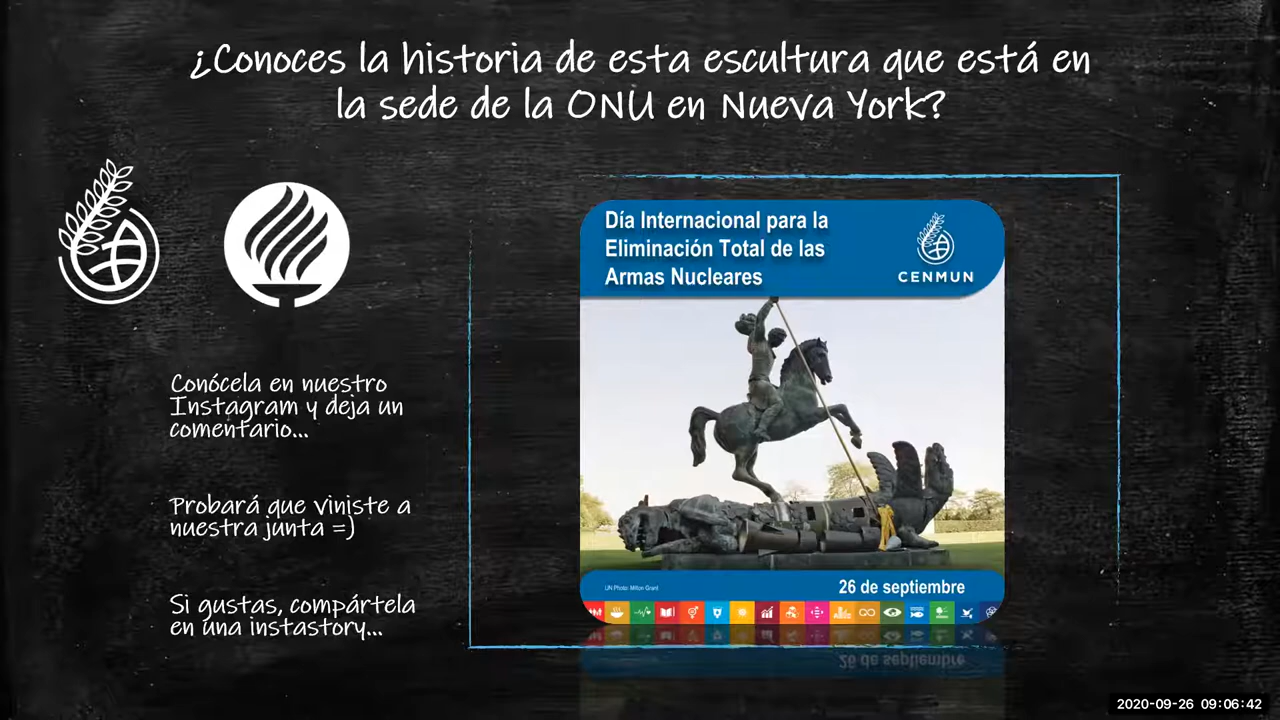 ¿Conoces la historia de esta escultura que está en
la sede de la ONU en Nueva York?
Conócela en nuestro
Instagram y deja un
comentario...
Probará que viniste a
nuestra junta =)
Si gustas, compártela
en una instastory...
Día Internacional para la
Eliminación Total de las
Armas Nucleares
CENMUN
UN Photo: Milton Grant
26 de septiembre
26 de septiembre
2020-09-26 09:06:42